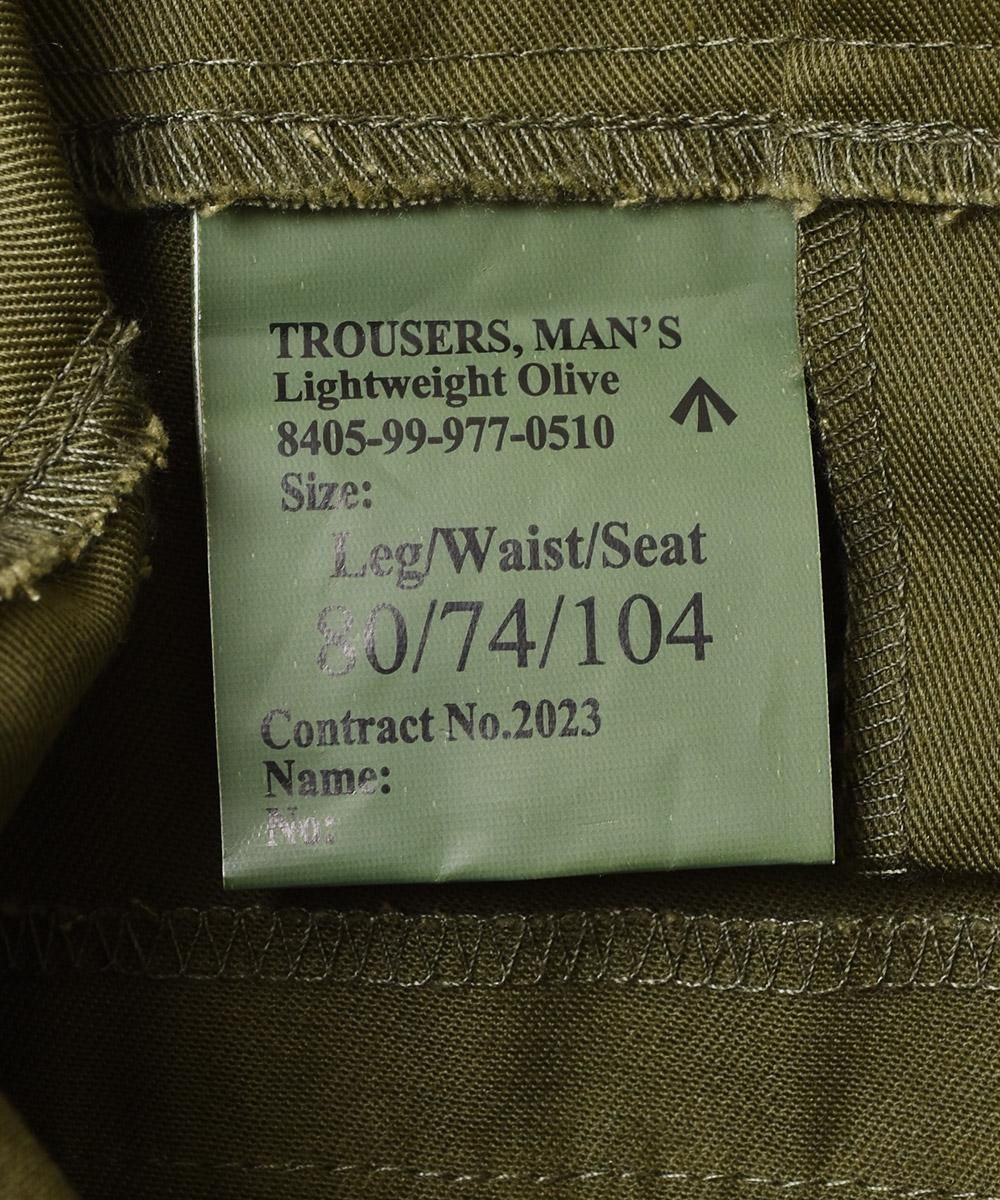 TROUSERS, MAN'S
Lightweight Olive
8405-99-977-0510
Size:
Leg/Waist/Seat
80/74/104
Contract No.2023
Name:
No: